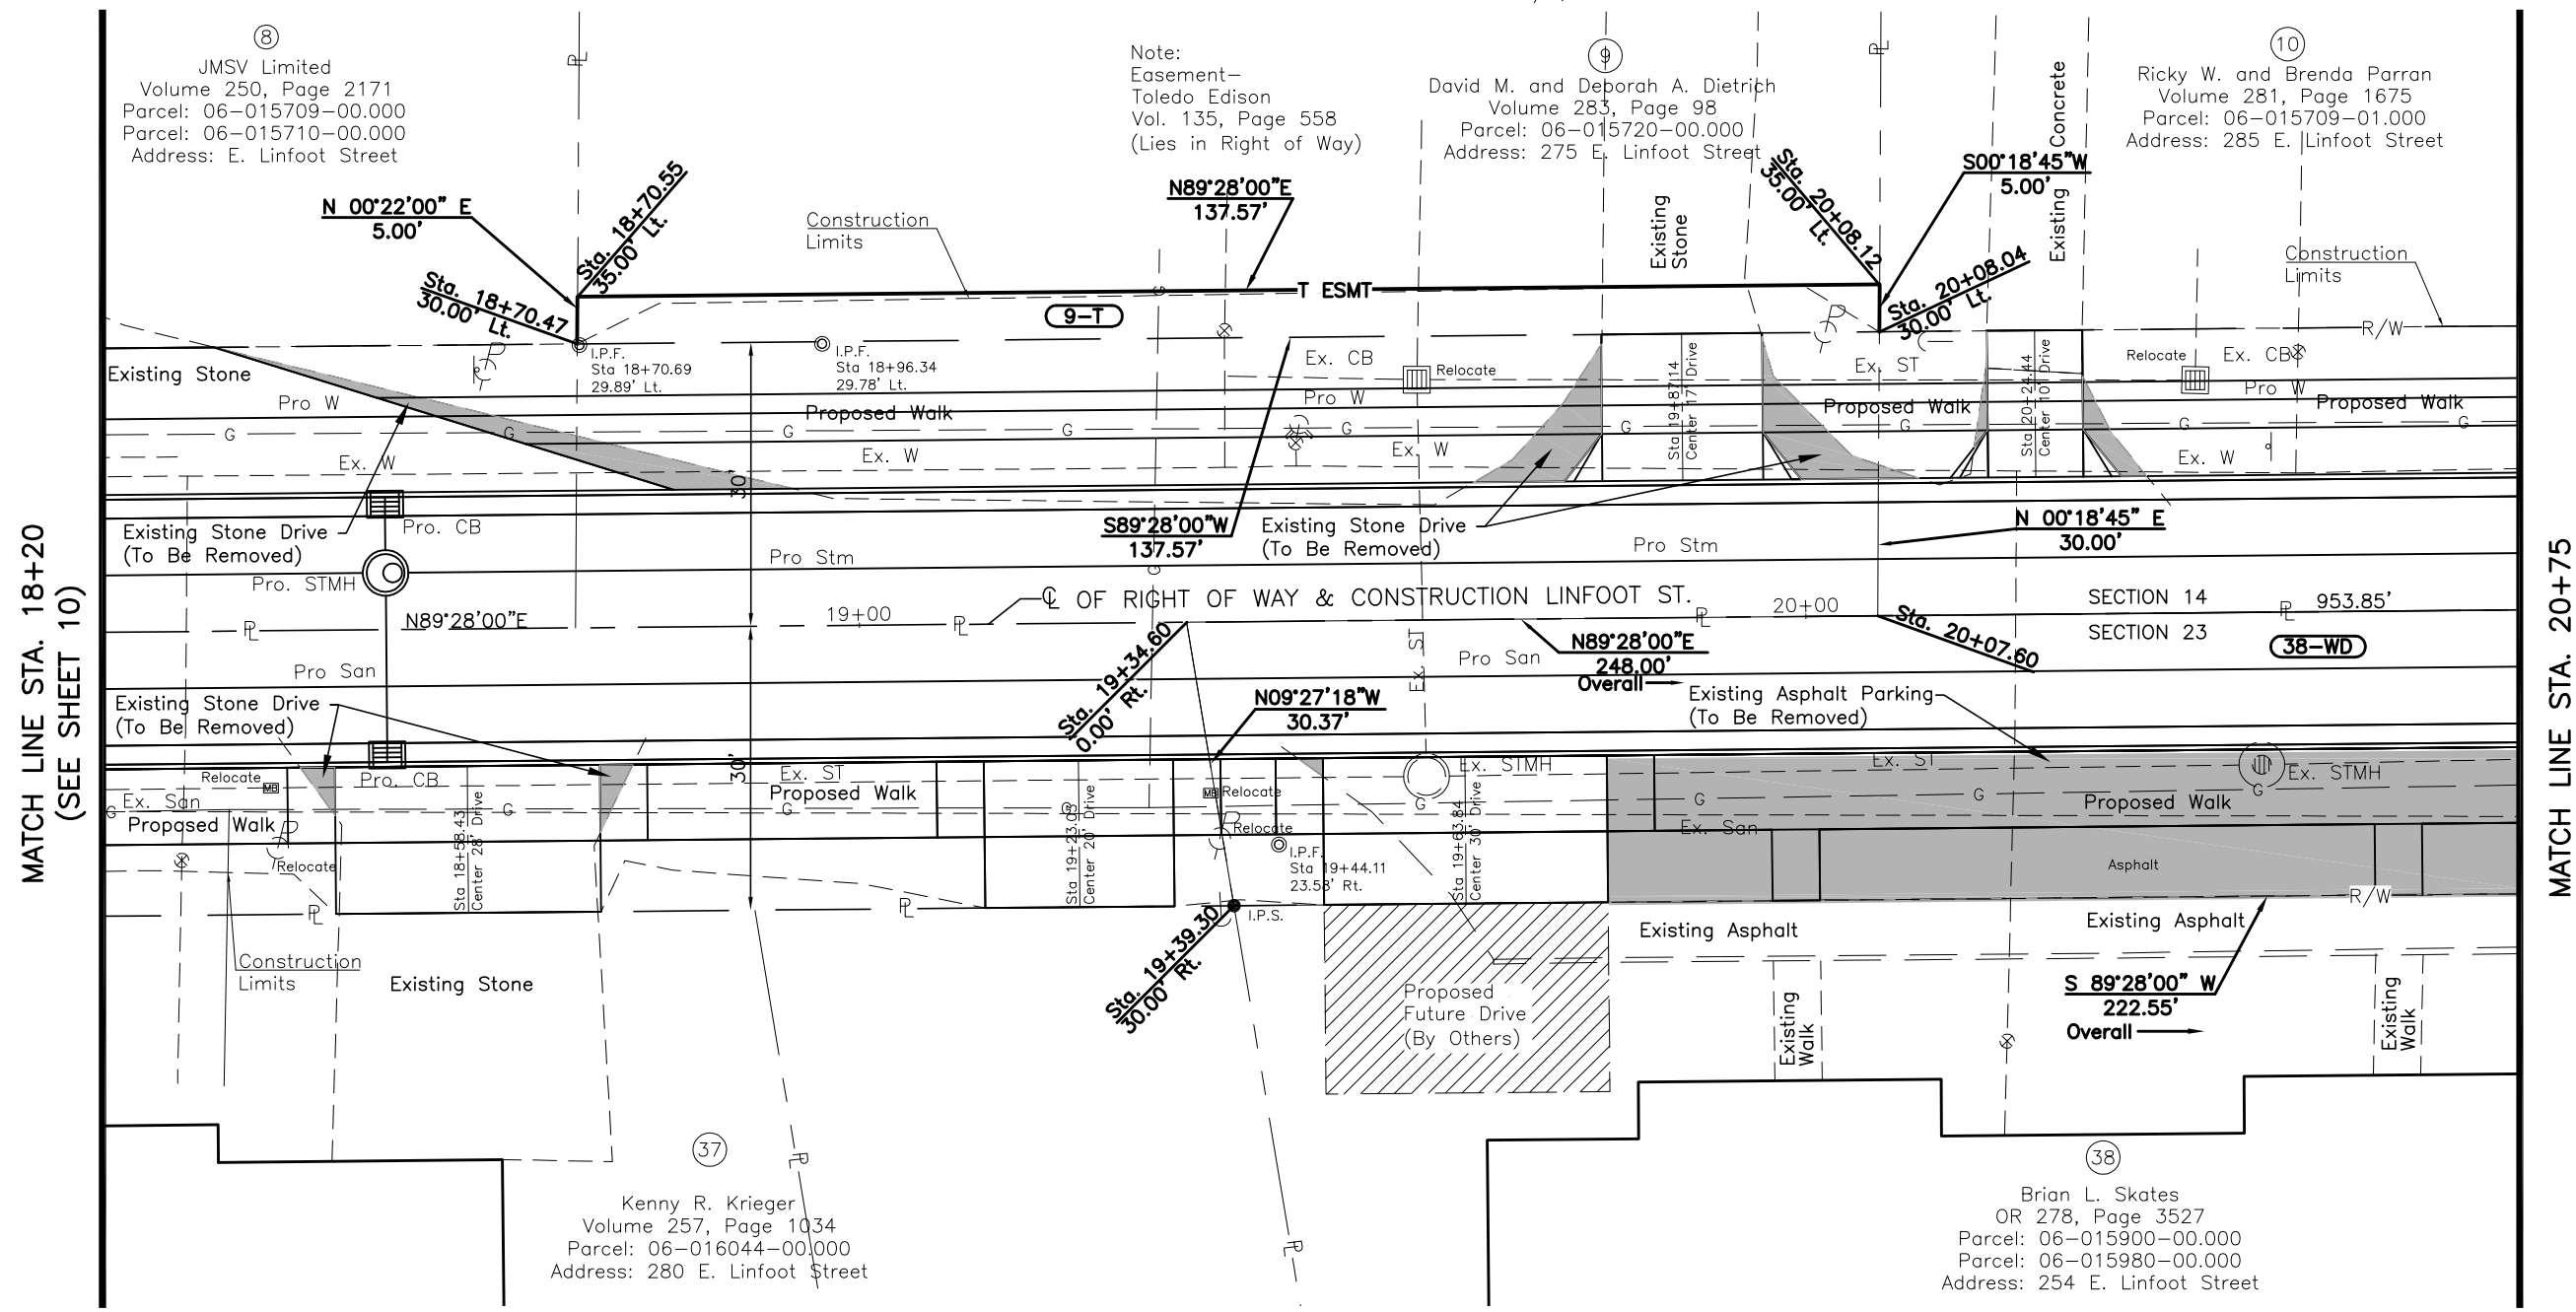 MATCH LINE STA. 18+20
(SEE SHEET 10)
8
JMSV Limited
Volume 250, Page 2171
Parcel: 06-015709-00.000
Parcel: 06-015710-00.000
Address: E. Linfoot Street
PL
Note:
Easement-
Toledo Edison
Vol. 135, Page 558
(Lies in Right of Way)
9
David M. and Deborah A. Dietrich
Volume 283, Page 98
Parcel: 06-015720-00.000
Address: 275 E. Linfoot Street
PL
Existing Concrete
10
Ricky W. and Brenda Parran
Volume 281, Page 1675
Parcel: 06-015709-01.000
Address: 285 E. Linfoot Street
N 00°22'00" E
5.00'
Sta. 18+70.55
35.00' Lt.
Sta. 18+70.47
30.00' Lt.
Construction
Limits
N89°28'00"E
137.57'
Existing
Stone
Sta. 20+08.12
35.00' Lt.
S00°18'45"W
5.00'
Sta. 20+08.04
30.00' Lt.
Construction
Limits
T ESMT
9-T
G
R/W
Existing Stone
P
I.P.F.
Sta 18+70.69
29.89' Lt.
I.P.F.
Sta 18+96.34
29.78' Lt.
Ex. CB
Relocate
Sta 19+87.14
Center 17' Drive
P
Ex. ST
Sta 20+24.44
Center 10' Drive
Relocate
Ex. CB
Pro W
Proposed Walk
Pro W
Proposed Walk
Pro W
Proposed Walk
G
G
G
G
G
G
G
G
G
Ex. W
Ex. W
Ex. W
Ex. W
30'
Existing Stone Drive
(To Be Removed)
Pro. CB
S89°28'00"W
137.57'
Existing Stone Drive
(To Be Removed)
N 00°18'45" E
30.00'
Pro Stm
Pro Stm
G
Pro. STMH
N89°28'00"E
PL
19+00
PL
CL OF RIGHT OF WAY & CONSTRUCTION LINFOOT ST.
PL
20+00
SECTION 14
PL
953.85'
SECTION 23
38-WD
Sta. 19+34.60
0.00' Rt.
Ex. ST
N89°28'00"E
248.00'
Overall
Sta. 20+07.60
Pro San
Pro San
Existing Stone Drive
(To Be Removed)
N09°27'18"W
30.37'
Existing Asphalt Parking
(To Be Removed)
30'
Relocate
MB
Pro. CB
Ex. ST
Proposed Walk
MB
Relocate
Ex. STMH
Ex. ST
Ex. STMH
Ex. San
G
G
G
G
G
G
G
G
Proposed Walk
Proposed Walk
P
Relocate
Sta 18+58.43
Center 28' Drive
Sta 19+23.03
Center 20' Drive
P
Relocate
I.P.F.
Sta 19+44.11
23.58' Rt.
Sta 19+63.84
Center 30' Drive
Ex. San
Asphalt
PL
PL
I.P.S.
R/W
Existing Asphalt
Existing Asphalt
Sta. 19+39.30
30.00' Rt.
Construction
Limits
Existing Stone
Proposed
Future Drive
(By Others)
Existing
Walk
S 89°28'00" W
222.55'
Overall
Existing
Walk
37
Kenny R. Krieger
Volume 257, Page 1034
Parcel: 06-016044-00.000
Address: 280 E. Linfoot Street
PL
PL
38
Brian L. Skates
OR 278, Page 3527
Parcel: 06-015900-00.000
Parcel: 06-015980-00.000
Address: 254 E. Linfoot Street
MATCH LINE STA. 20+75